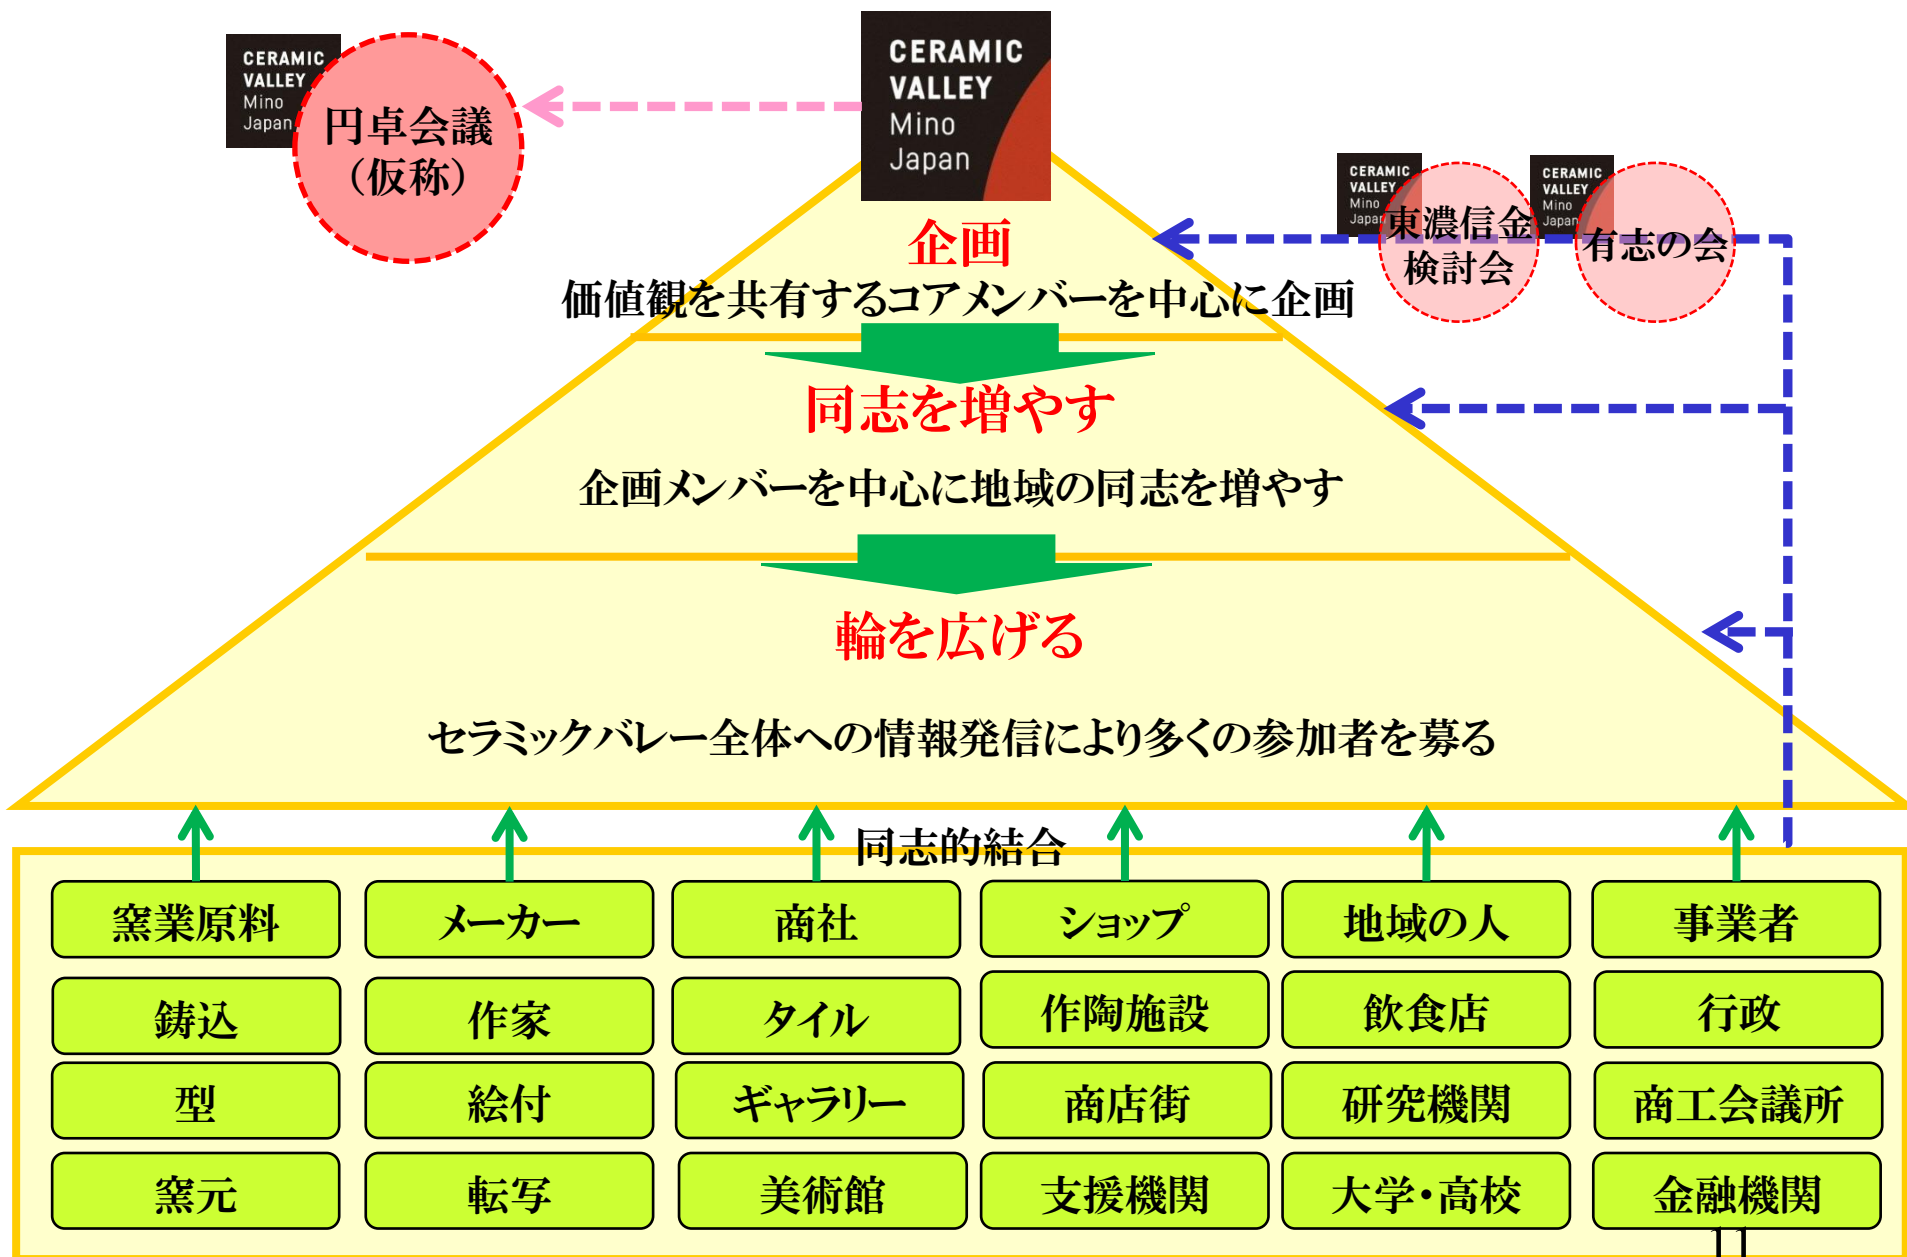 CERAMIC
VALLEY
Mino
Japan
円卓会議
（仮称）
CERAMIC
VALLEY
Mino
Japan
CERAMIC
VALLEY
Mino
Japan
東濃信金
検討会
CERAMIC
VALLEY
Mino
Japan
有志の会
企画
価値観を共有するコアメンバーを中心に企画
同志を増やす
企画メンバーを中心に地域の同志を増やす
輪を広げる
セラミックバレー全体への情報発信により多くの参加者を募る
同志的結合
窯業原料 メーカー 商社 ショップ 地域の人 事業者
鋳込 作家 タイル 作陶施設 飲食店 行政
型 絵付 ギャラリー 商店街 研究機関 商工会議所
窯元 転写 美術館 支援機関 大学・高校 金融機関
11